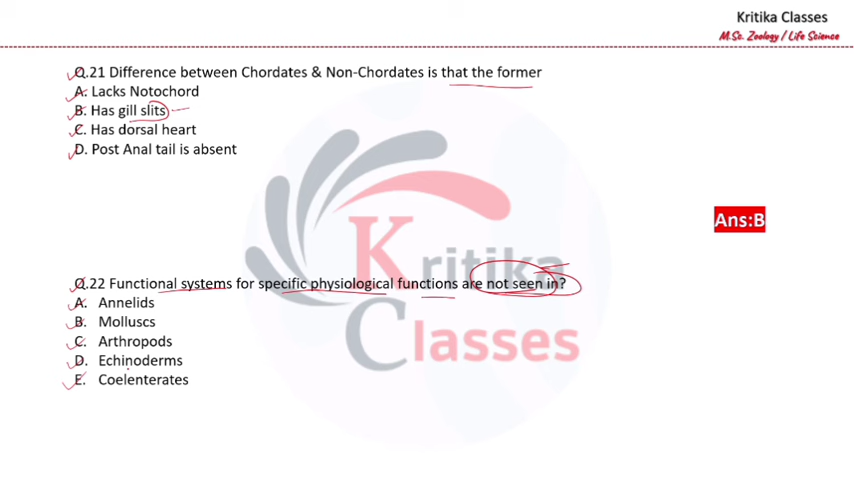 Kritika Classes
M.Sc. Zoology / Life Science
Q.21 Difference between Chordates & Non-Chordates is that the former
A. Lacks Notochord
B. Has gill slits
C. Has dorsal heart
D. Post Anal tail is absent
Ans:B
Q.22 Functional systems for specific physiological functions are not seen in?
A. Annelids
B. Molluscs
C. Arthropods
D. Echinoderms
E. Coelenterates
Kritika
Classes